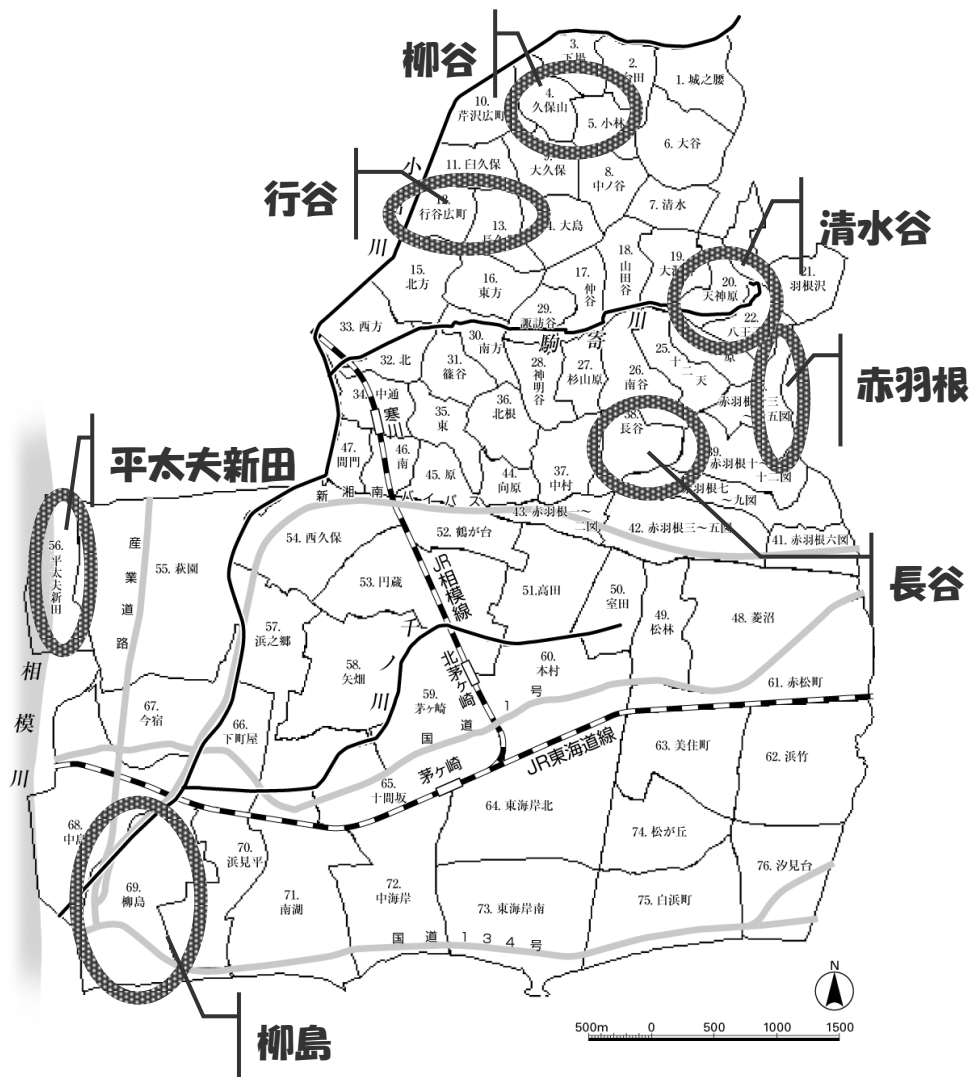 柳谷
3.
2.
台田
1. 城之腰
4.
久保山
5. 小林
10.
芹沢広町
6. 大谷
11. 臼久保
9.
大久保
8.
中ノ谷
行谷
小
12.
行谷広町
13.
大島
7. 清水
清水谷
川
15.
北方
16.
東方
17.
仲谷
18.
山田谷
19.
20.
天神原
21.
羽根沢
22.
八王子
原
29.
諏訪谷
33. 西方
駒
寄
川
30.
南方
32. 北
31.
篠谷
28.
神明谷
27.
杉山原
26.
南谷
25.
十二天
赤羽根
赤羽根三
五図
34. 中通
寒川
35.
東
36.
北根
38.
長谷
39.
赤羽根十
十二図
47.
間門
46.
南
45. 原
44.
向原
37.
中村
羽根七
九図
平太夫新田
新湘南バイパス
43. 赤羽根一～
二図
42. 赤羽根三～五図
41. 赤羽根六図
56.
平太夫新田
産業道路
55. 萩園
54. 西久保
52. 鶴が台
53. 円蔵
JR相模線
51.高田
50.
室田
49.
松林
48. 菱沼
長谷
57.
浜之郷
千ノ川
58.
矢畑
北茅ヶ崎
60.
本村
59.
茅ヶ崎
61. 赤松町
相模川
67.
今宿
66.
下町屋
国道1号
茅ヶ崎
JR東海道線
65.
十間坂
63. 美住町
62. 浜竹
64. 東海岸北
68.
中島
69.
柳島
70.
浜見平
74. 松が丘
76. 汐見台
71.
南湖
72.
中海岸
73. 東海岸南
75. 白浜町
国道134号
柳島
N
500m 0 500 1000 1500